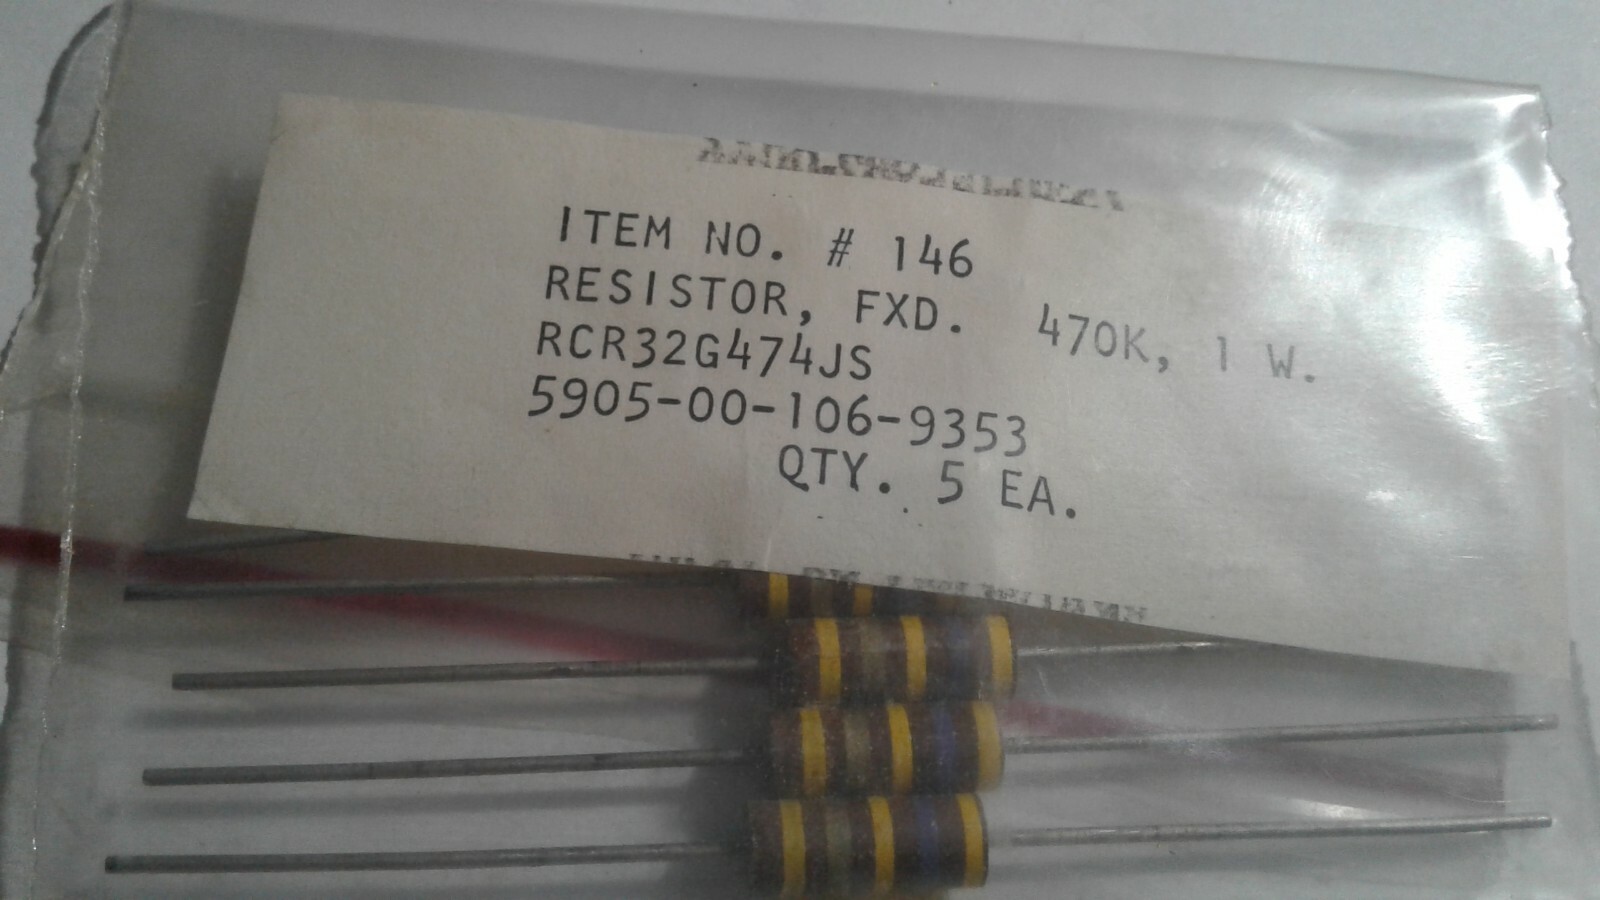 ITEM NO. # 146
RESISTOR, FXD. 470K, 1 W.
RCR32G474JS
5905-00-106-9353
QTY. 5 EA.